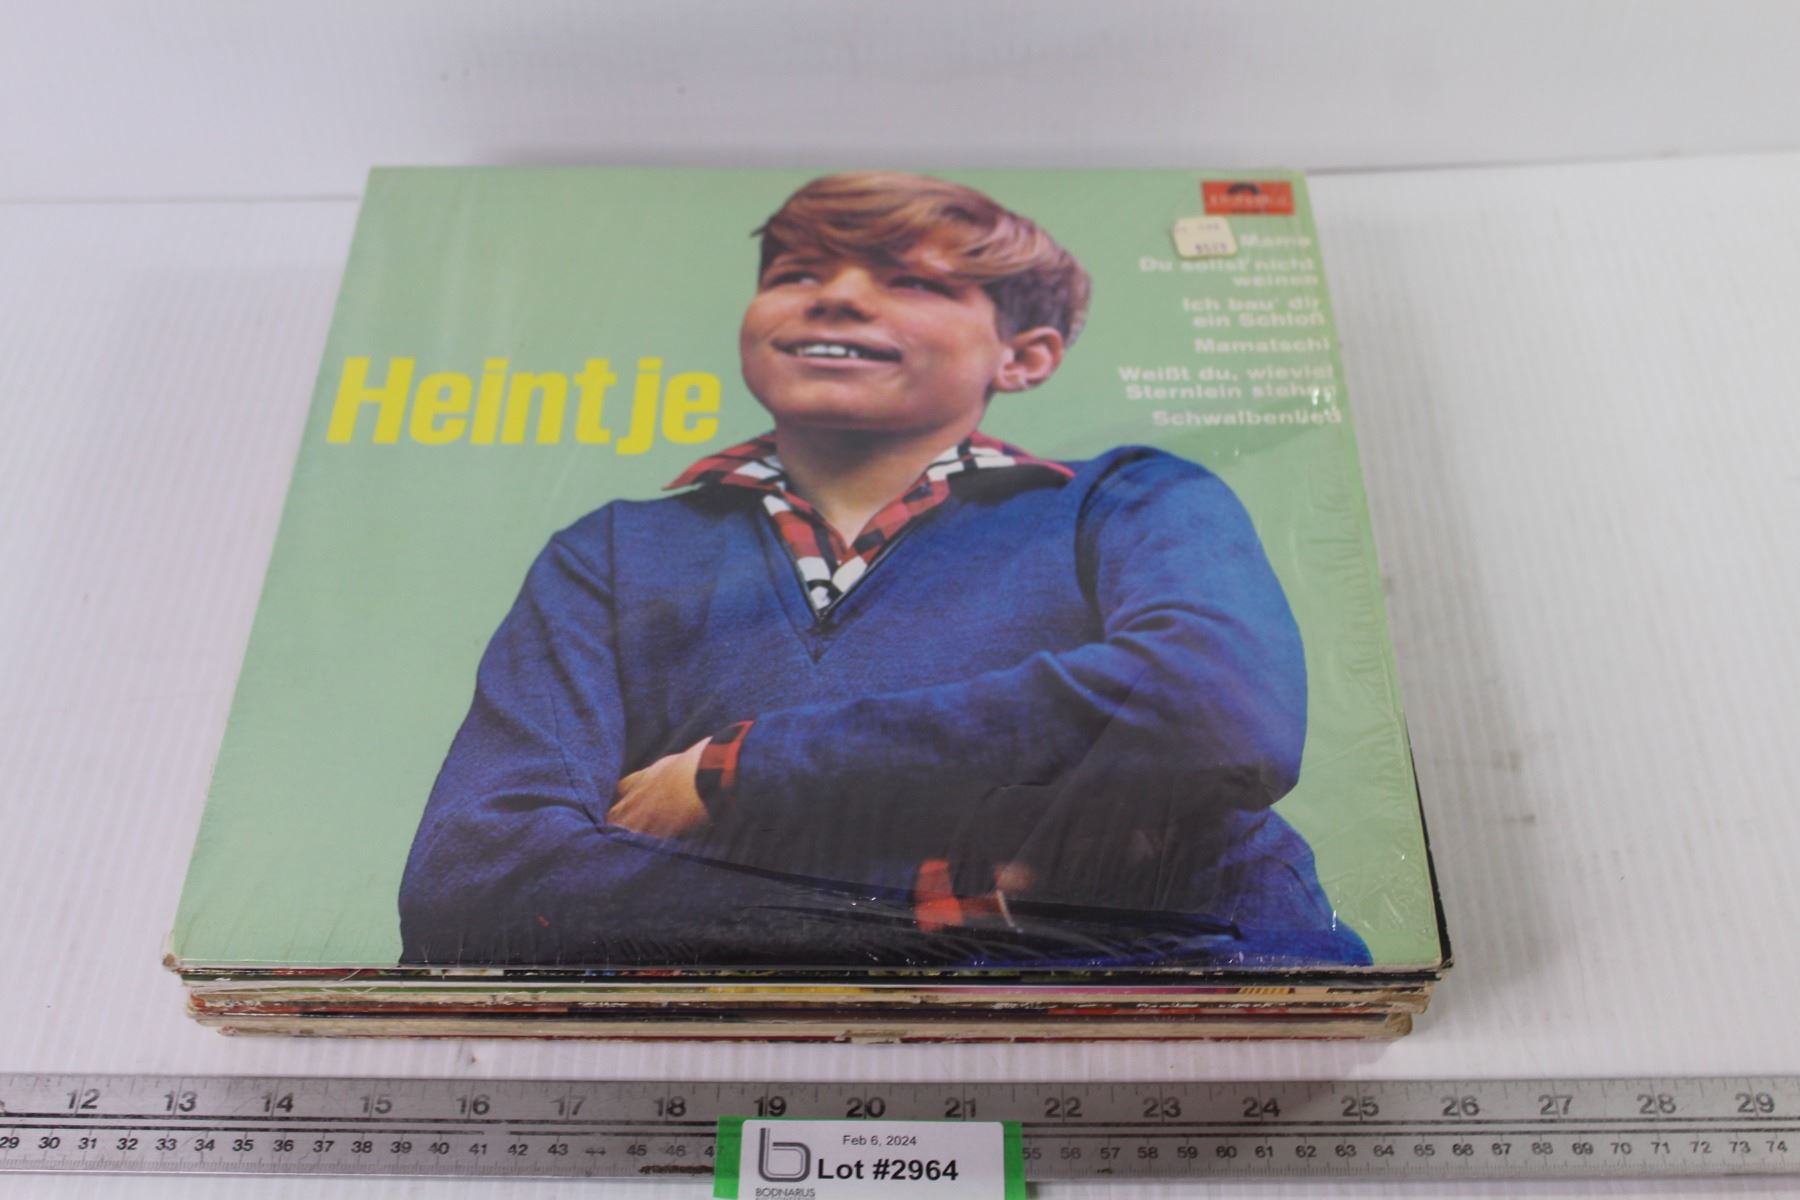 Heintje
Mama
Du sollst nicht
weinen
Ich bau' dir
ein Schloß
Mamatschi
Weißt du, wieviel
Sternlein stehen
Schwalbenlied
12 13 14 15 16 17 18 19 20 21 22 23 24 25 26 27 28 29
29 30 31 32 33 34 35 36 37 38 39 40 41 42 43 44 45 46 55 56 57 58 59 60 61 62 63 64 65 66 67 68 69 70 71 72 73 74
Feb 6, 2024
Lot #2964
BODNARUS